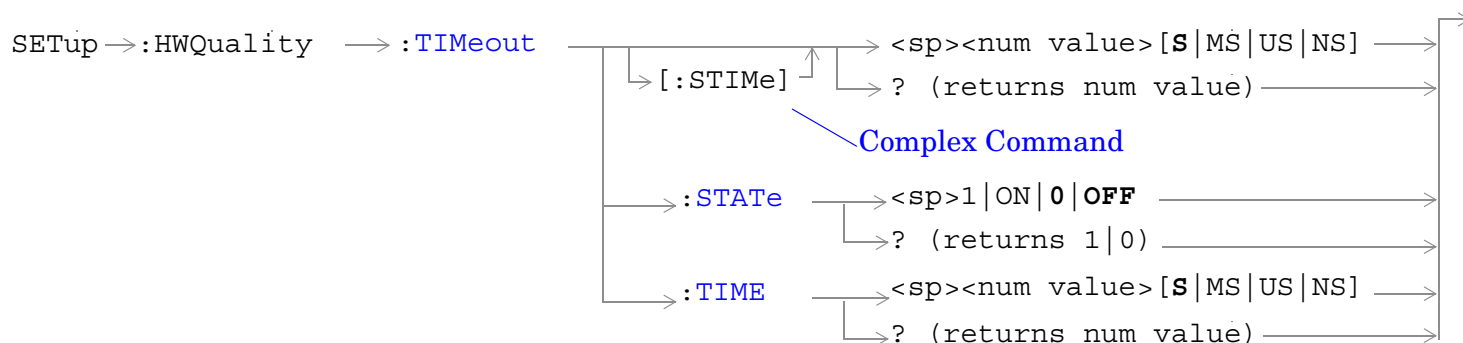 SETup :HWQuality :TIMeout <sp><num value>[S|MS|US|NS]
[:STIMe] ? (returns num value)
Complex Command
:STATe <sp>1|ON|0|OFF
? (returns 1|0)
:TIME <sp><num value>[S|MS|US|NS]
? (returns num value)